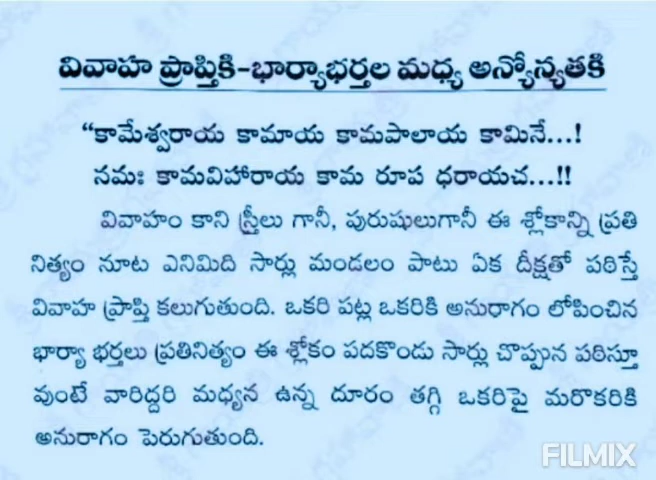 వివాహ ప్రాప్తికి-భార్యాభర్తల మధ్య అన్యోన్యతకి
“కామేశ్వరాయ కామాయ కామపాలాయ కామినే...!
నమః కామవిహారాయ కామ రూప ధరాయచ...!!
వివాహం కాని స్త్రీలు గానీ, పురుషులుగానీ ఈ శ్లోకాన్ని ప్రతి
నిత్యం నూట ఎనిమిది సార్లు మండలం పాటు ఏక దీక్షతో పఠిస్తే
వివాహ ప్రాప్తి కలుగుతుంది. ఒకరి పట్ల ఒకరికి అనురాగం లోపించిన
భార్యా భర్తలు ప్రతినిత్యం ఈ శ్లోకం పదకొండు సార్లు చొప్పున పఠిస్తూ
వుంటే వారిద్దరి మధ్యన ఉన్న దూరం తగ్గి ఒకరిపై మరొకరికి
అనురాగం పెరుగుతుంది.
FILMIX